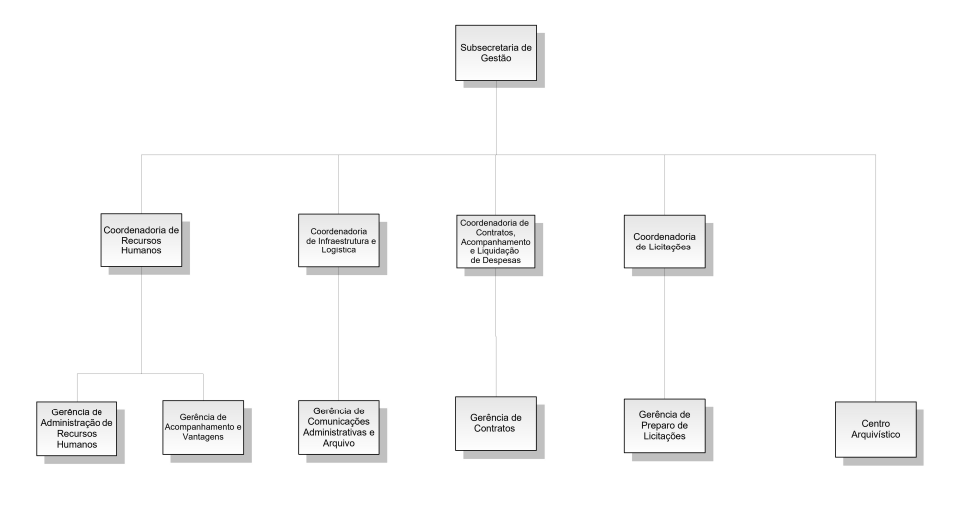 Subsecretaria de
Gestão
Coordenadoria de
Recursos
Humanos
Coordenadoria
de Infraestrutura e
Logística
Coordenadoria de
Contratos,
Acompanhamento
e Liquidação
de Despesas
Coordenadoria
de Licitações
Gerência de
Administração de
Recursos
Humanos
Gerência de
Acompanhamento e
Vantagens
Gerência de
Comunicações
Administrativas e
Arquivo
Gerência de
Contratos
Gerência de
Preparo de
Licitações
Centro
Arquivístico